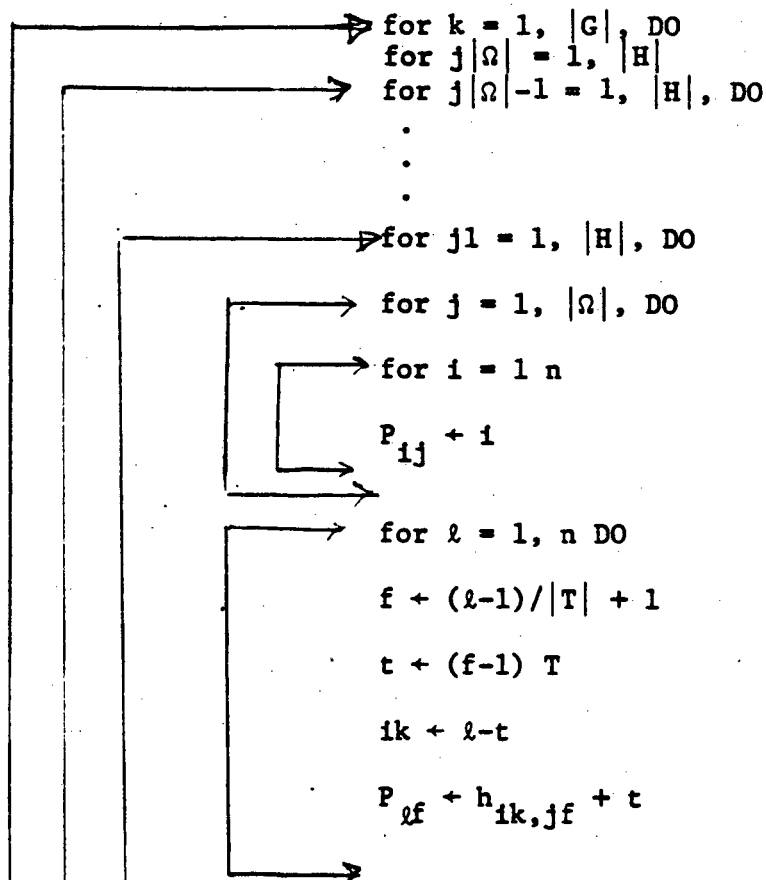 for k = 1, |G|, DO
for j|Ω| = 1, |H|
for j|Ω|-1 = 1, |H|, DO
.
.
.
for j1 = 1, |H|, DO
for j = 1, |Ω|, DO
for i = 1 n
P_ij ← i
for ℓ = 1, n DO
f ← (ℓ-1)/|T| + 1
t ← (f-1) T
ik ← ℓ-t
P_ℓf ← h_ik,jf + t